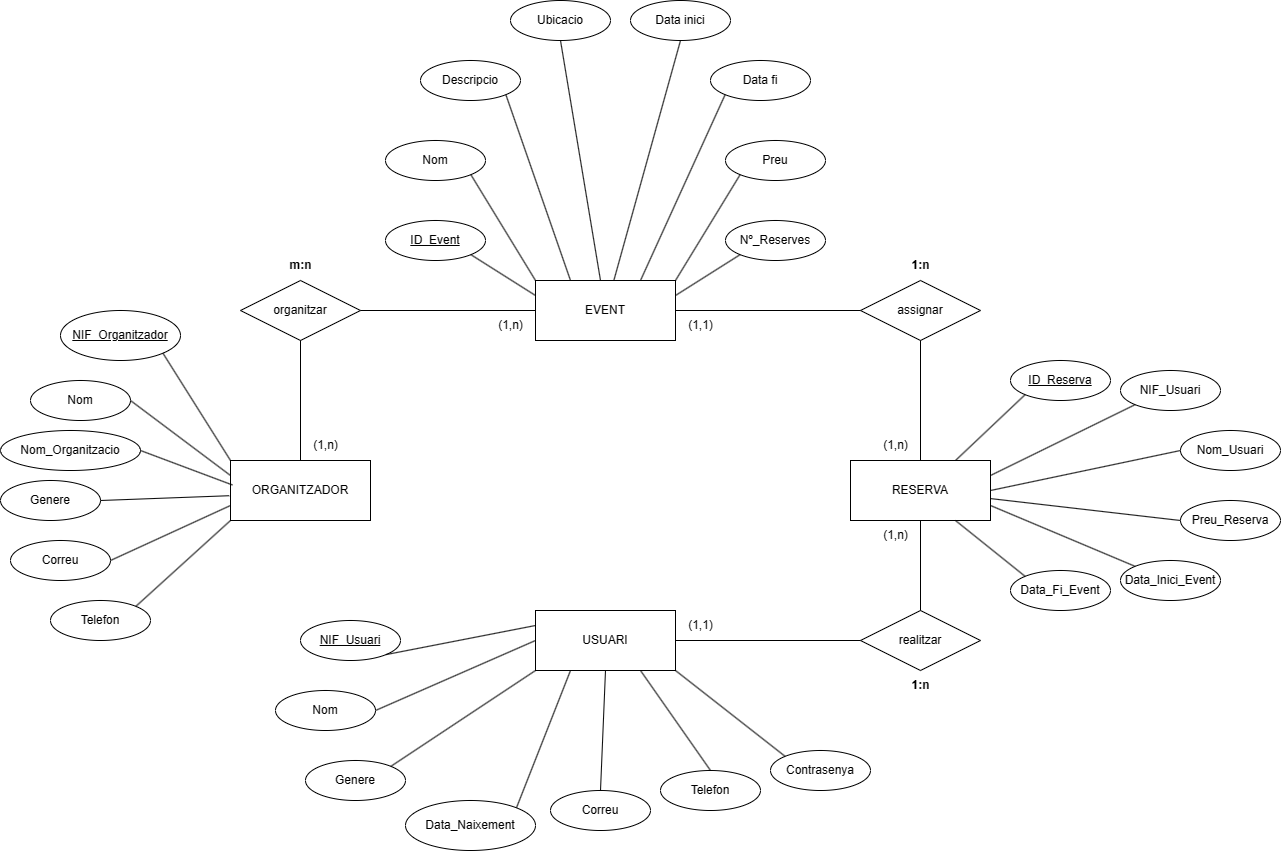 Ubicacio
Data inici
Descripcio
Data fi
Nom
Preu
ID_Event
Nº_Reserves
m:n
1:n
organitzar
EVENT
assignar
(1,n)
(1,1)
NIF_Organitzador
ID_Reserva
NIF_Usuari
Nom
Nom_Organitzacio
(1,n)
(1,n)
Nom_Usuari
Genere
ORGANITZADOR
RESERVA
Preu_Reserva
(1,n)
Correu
Data_Inici_Event
Data_Fi_Event
Telefon
NIF_Usuari
USUARI
(1,1)
realitzar
1:n
Nom
Genere
Contrasenya
Telefon
Correu
Data_Naixement